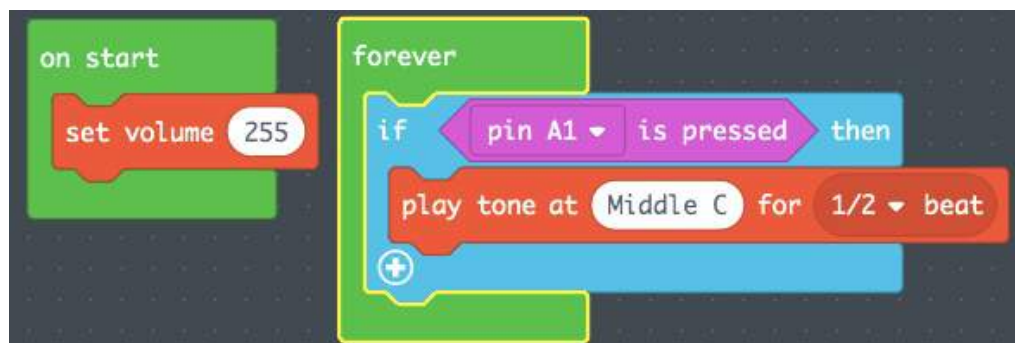 on start
set volume 255
forever
if pin A1 is pressed then
play tone at Middle C for 1/2 beat